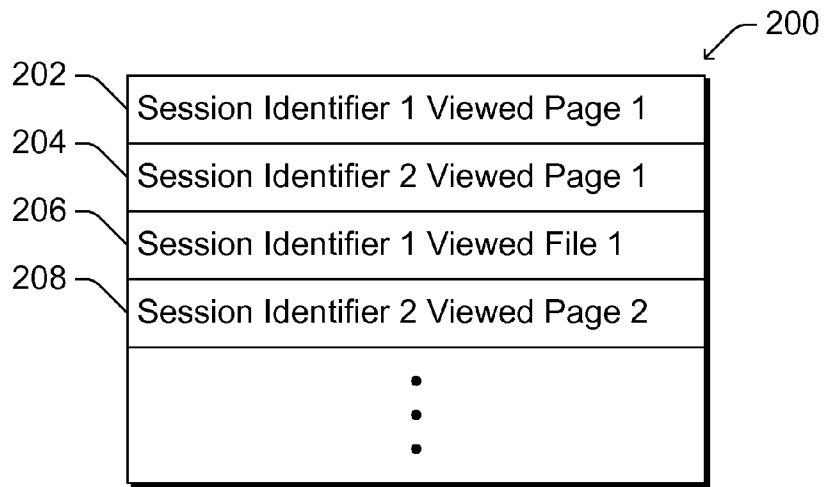 200
202
Session Identifier 1 Viewed Page 1
204
Session Identifier 2 Viewed Page 1
206
Session Identifier 1 Viewed File 1
208
Session Identifier 2 Viewed Page 2